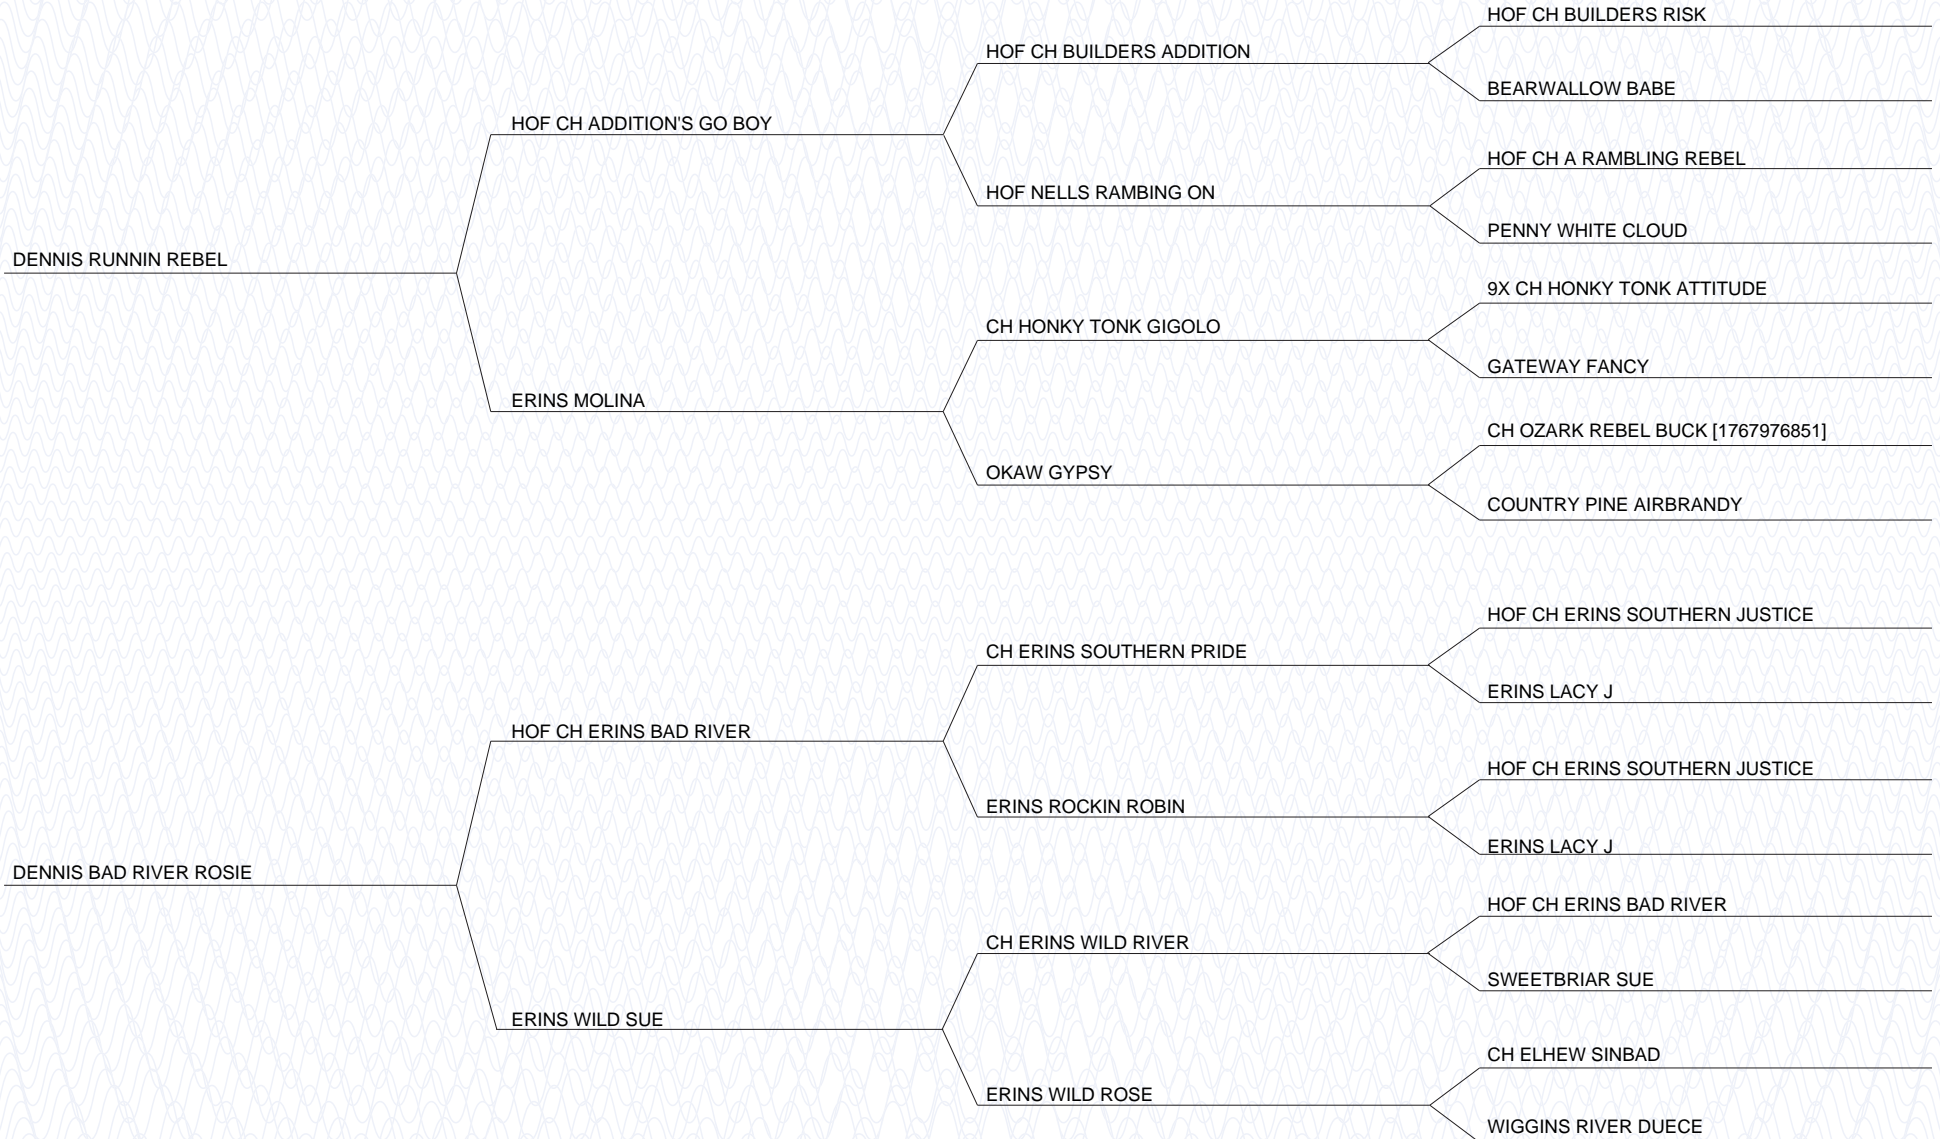 HOF CH BUILDERS RISK
HOF CH BUILDERS ADDITION
BEARWALLOW BABE
HOF CH ADDITION'S GO BOY
HOF CH A RAMBLING REBEL
HOF NELLS RAMBING ON
PENNY WHITE CLOUD
DENNIS RUNNIN REBEL
9X CH HONKY TONK ATTITUDE
CH HONKY TONK GIGOLO
GATEWAY FANCY
ERINS MOLINA
CH OZARK REBEL BUCK [1767976851]
OKAW GYPSY
COUNTRY PINE AIRBRANDY
HOF CH ERINS SOUTHERN JUSTICE
CH ERINS SOUTHERN PRIDE
ERINS LACY J
HOF CH ERINS BAD RIVER
HOF CH ERINS SOUTHERN JUSTICE
ERINS ROCKIN ROBIN
ERINS LACY J
DENNIS BAD RIVER ROSIE
HOF CH ERINS BAD RIVER
CH ERINS WILD RIVER
SWEETBRIAR SUE
ERINS WILD SUE
CH ELHEW SINBAD
ERINS WILD ROSE
WIGGINS RIVER DUECE